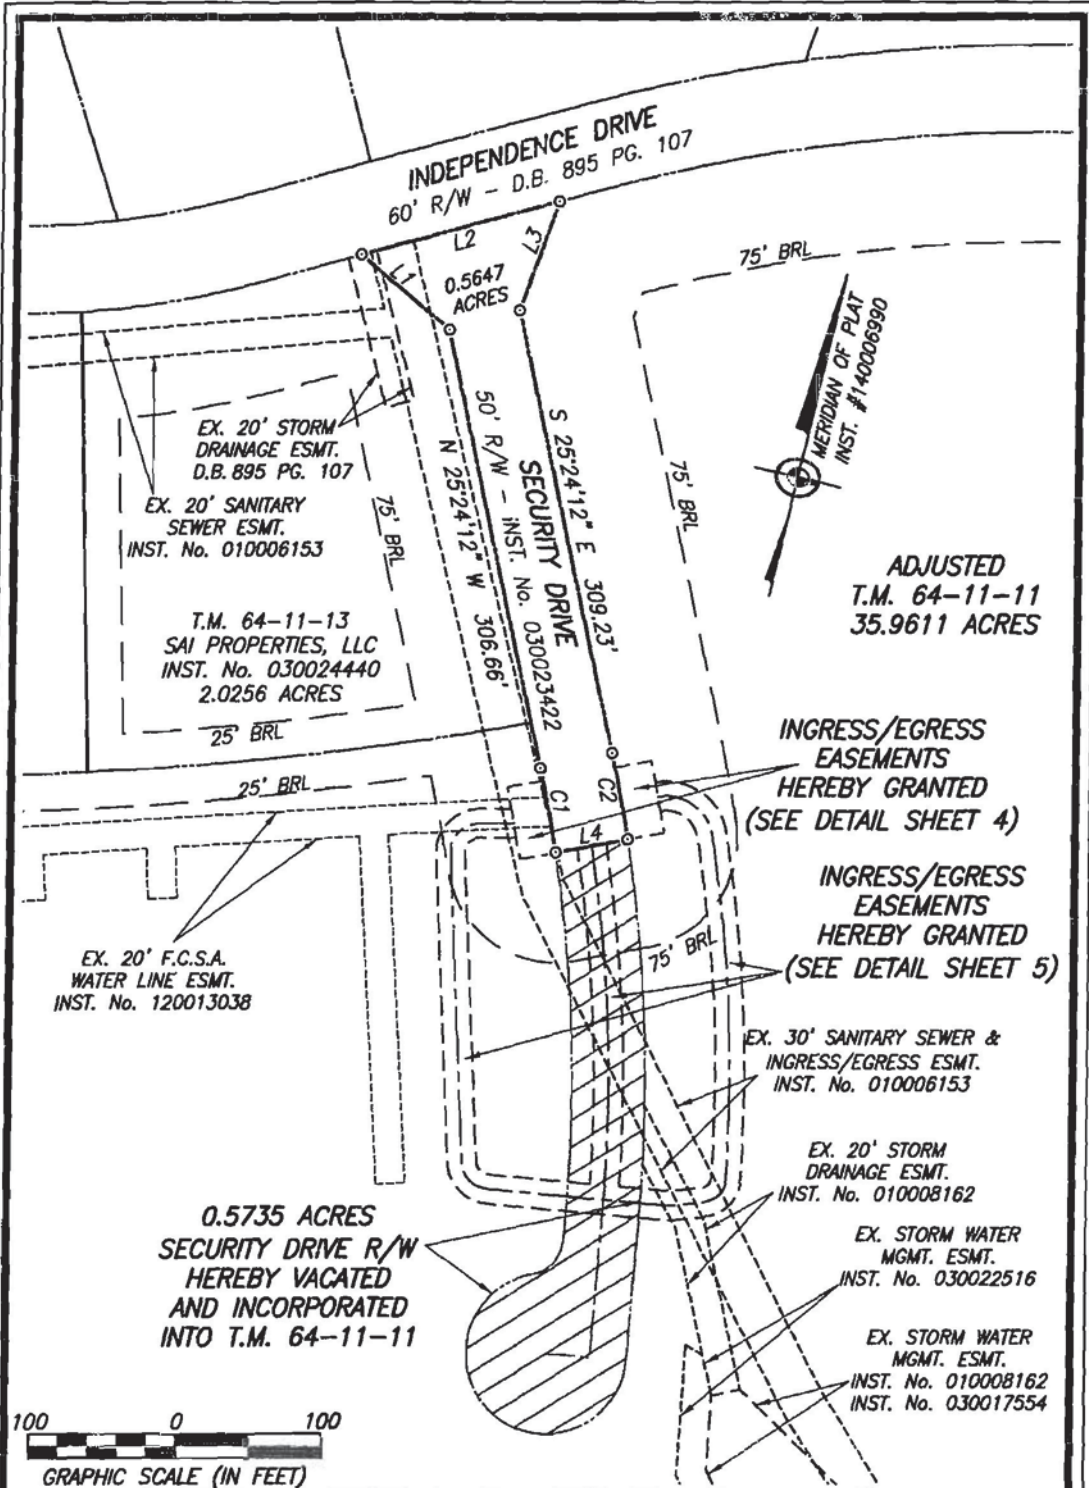 INDEPENDENCE DRIVE
60' R/W - D.B. 895 PG. 107
L2
L3
L1
0.5647
ACRES
75' BRL
MERIDIAN OF PLAT
INST. #140006990
EX. 20' STORM
DRAINAGE ESMT.
D.B. 895 PG. 107
EX. 20' SANITARY
SEWER ESMT.
INST. No. 010006153
75' BRL
N 25°24'12" W 306.66'
50' R/W - INST. No. 030023422
SECURITY DRIVE
S 25°24'12" E 309.23'
75' BRL
ADJUSTED
T.M. 64-11-11
35.9611 ACRES
T.M. 64-11-13
SAI PROPERTIES, LLC
INST. No. 030024440
2.0256 ACRES
25' BRL
25' BRL
C1
C2
L4
INGRESS/EGRESS
EASEMENTS
HEREBY GRANTED
(SEE DETAIL SHEET 4)
INGRESS/EGRESS
EASEMENTS
HEREBY GRANTED
(SEE DETAIL SHEET 5)
75' BRL
EX. 20' F.C.S.A.
WATER LINE ESMT.
INST. No. 120013038
EX. 30' SANITARY SEWER &
INGRESS/EGRESS ESMT.
INST. No. 010006153
EX. 20' STORM
DRAINAGE ESMT.
INST. No. 010008162
0.5735 ACRES
SECURITY DRIVE R/W
HEREBY VACATED
AND INCORPORATED
INTO T.M. 64-11-11
EX. STORM WATER
MGMT. ESMT.
INST. No. 030022516
EX. STORM WATER
MGMT. ESMT.
INST. No. 010008162
INST. No. 030017554
100 0 100
GRAPHIC SCALE (IN FEET)